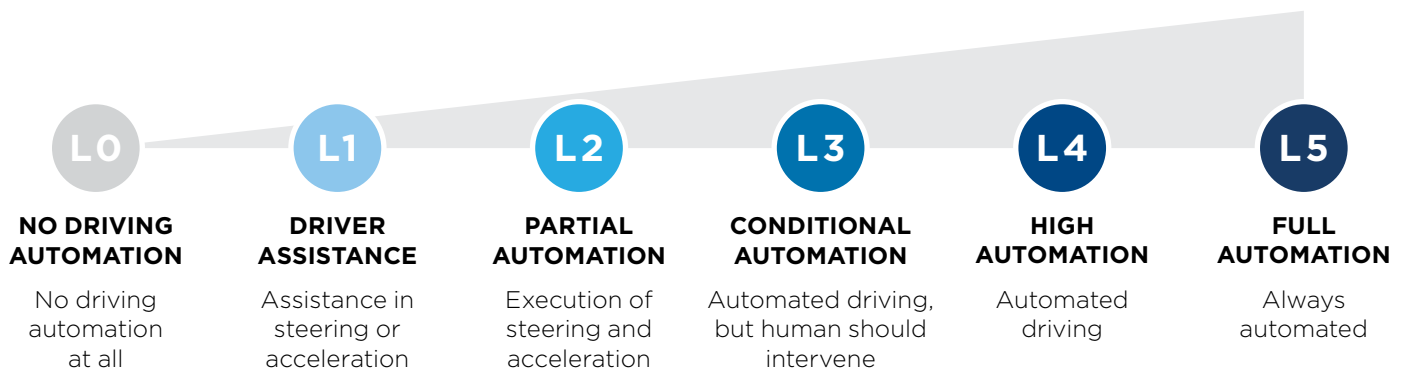 L0
NO DRIVING
AUTOMATION
No driving
automation
at all
L1
DRIVER
ASSISTANCE
Assistance in
steering or
acceleration
L2
PARTIAL
AUTOMATION
Execution of
steering and
acceleration
L3
CONDITIONAL
AUTOMATION
Automated driving,
but human should
intervene
L4
HIGH
AUTOMATION
Automated
driving
L5
FULL
AUTOMATION
Always
automated